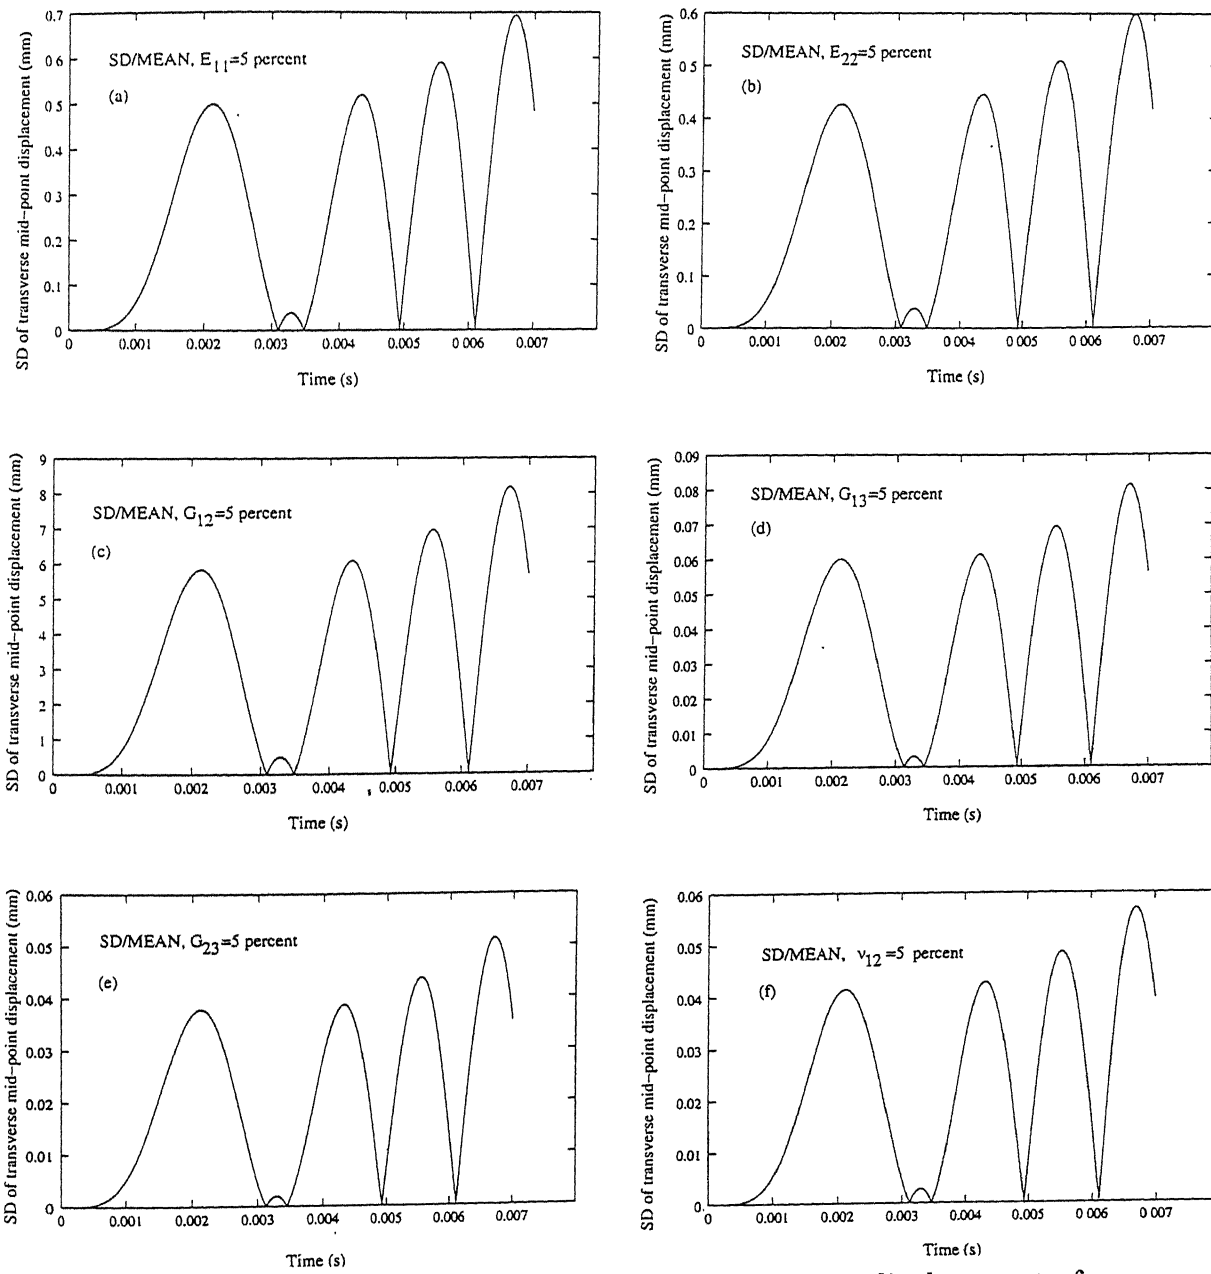 SD of transverse mid-point displacement (mm)
0.7
0.6
0.5
0.4
0.3
0.2
0.1
0
SD/MEAN, E11=5 percent
(a)
0 0.001 0.002 0.003 0.004 0.005 0.006 0.007
Time (s)
SD of transverse mid-point displacement (mm)
0.6
0.5
0.4
0.3
0.2
0.1
0
SD/MEAN, E22=5 percent
(b)
0 0.001 0.002 0.003 0.004 0 005 0 006 0 007
Time (s)
SD of transverse mid-point displacement (mm)
9
8
7
6
5
4
3
2
1
0
SD/MEAN, G12=5 percent
(c)
0 0.001 0.002 0.003 0.004 0.005 0.006 0.007
Time (s)
SD of transverse mid-point displacement (mm)
0.09
0.08
0.07
0.06
0.05
0.04
0.03
0.02
0.01
0
SD/MEAN, G13=5 percent
(d)
0 0.001 0.002 0.003 0.004 0.005 0.006 0.007
Time (s)
SD of transverse mid-point displacement (mm)
0.06
0.05
0.04
0.03
0.02
0.01
0
SD/MEAN, G23=5 percent
(e)
0 0.001 0.002 0.003 0.004 0.005 0.006 0.007
Time (s)
SD of transverse mid-point displacement (mm)
0.06
0.05
0.04
0.03
0.02
0.01
0.
SD/MEAN, ν12=5 percent
(f)
0 0.001 0.002 0.003 0.004 0.005 0 006 0 007
Time (s)